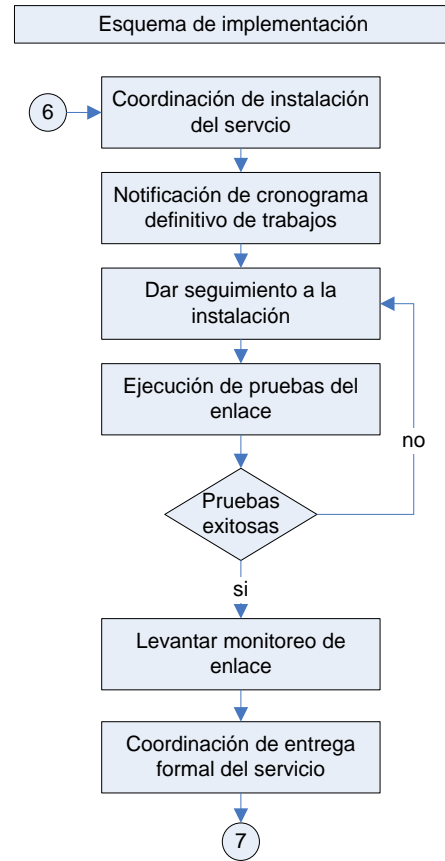 Esquema de implementación
6
Coordinación de instalación
del servcio
Notificación de cronograma
definitivo de trabajos
Dar seguimiento a la
instalación
Ejecución de pruebas del
enlace
no
Pruebas
exitosas
si
Levantar monitoreo de
enlace
Coordinación de entrega
formal del servicio
7